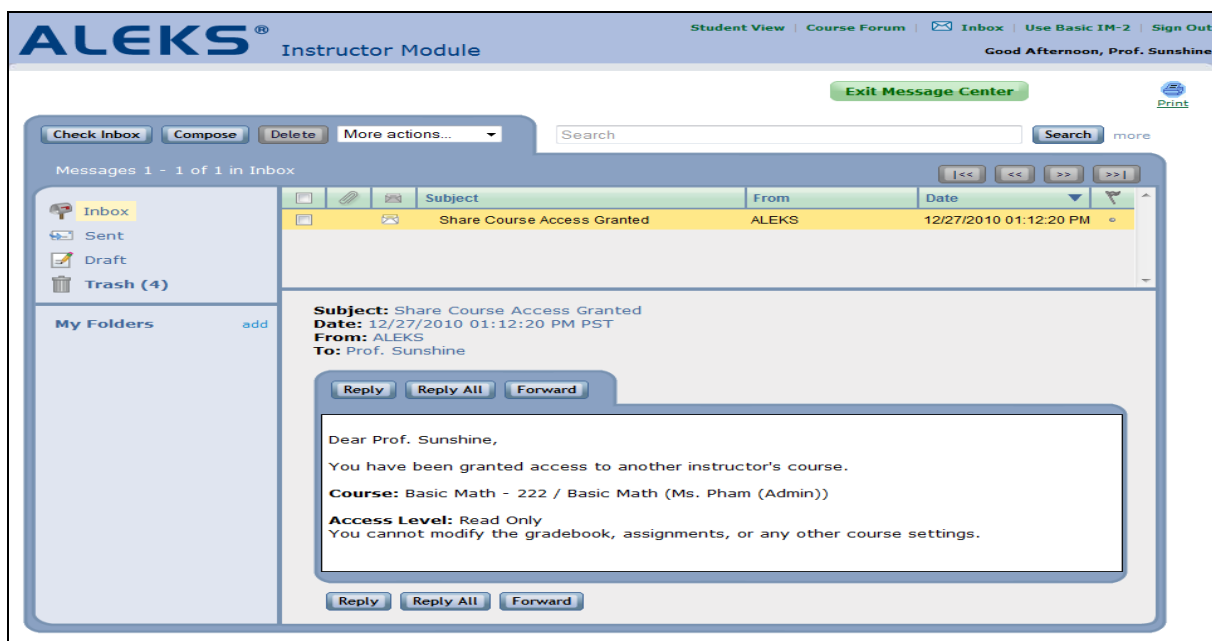 ALEKS®
Instructor Module
Student View | Course Forum | Inbox | Use Basic IM-2 | Sign Out
Good Afternoon, Prof. Sunshine
Exit Message Center
Print
Check Inbox Compose Delete More actions... Search Search more
Messages 1 - 1 of 1 in Inbox |<< << >> >>|
Inbox
Sent
Draft
Trash (4)
My Folders add
Subject From Date
Share Course Access Granted ALEKS 12/27/2010 01:12:20 PM
Subject: Share Course Access Granted
Date: 12/27/2010 01:12:20 PM PST
From: ALEKS
To: Prof. Sunshine
Reply Reply All Forward
Dear Prof. Sunshine,
You have been granted access to another instructor's course.
Course: Basic Math - 222 / Basic Math (Ms. Pham (Admin))
Access Level: Read Only
You cannot modify the gradebook, assignments, or any other course settings.
Reply Reply All Forward